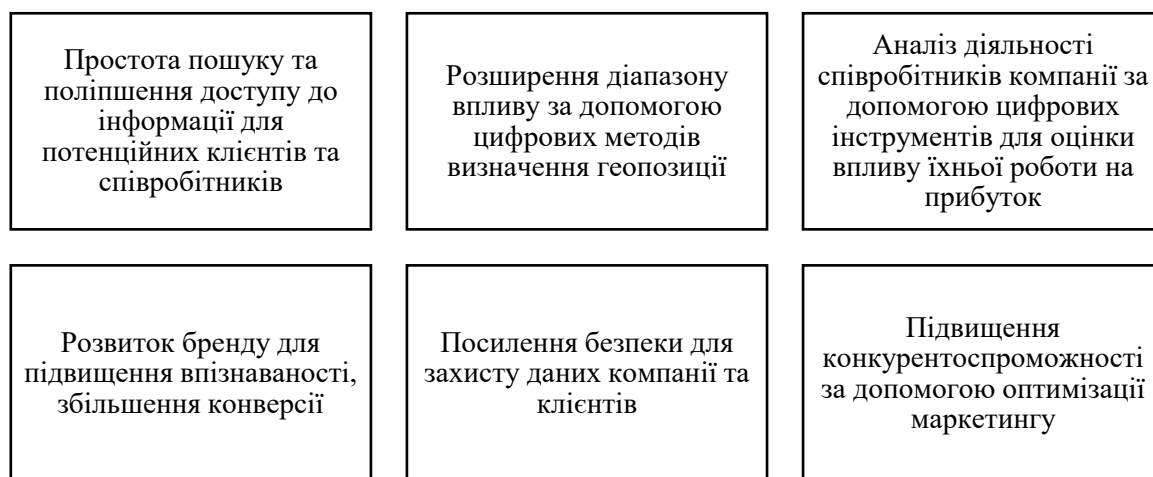 Простота пошуку та
поліпшення доступу до
інформації для
потенційних клієнтів та
співробітників
Розширення діапазону
впливу за допомогою
цифрових методів
визначення геопозиції
Аналіз діяльності
співробітників компанії за
допомогою цифрових
інструментів для оцінки
впливу їхньої роботи на
прибуток
Розвиток бренду для
підвищення впізнаваності,
збільшення конверсії
Посилення безпеки для
захисту даних компанії та
клієнтів
Підвищення
конкурентоспроможності
за допомогою оптимізації
маркетингу